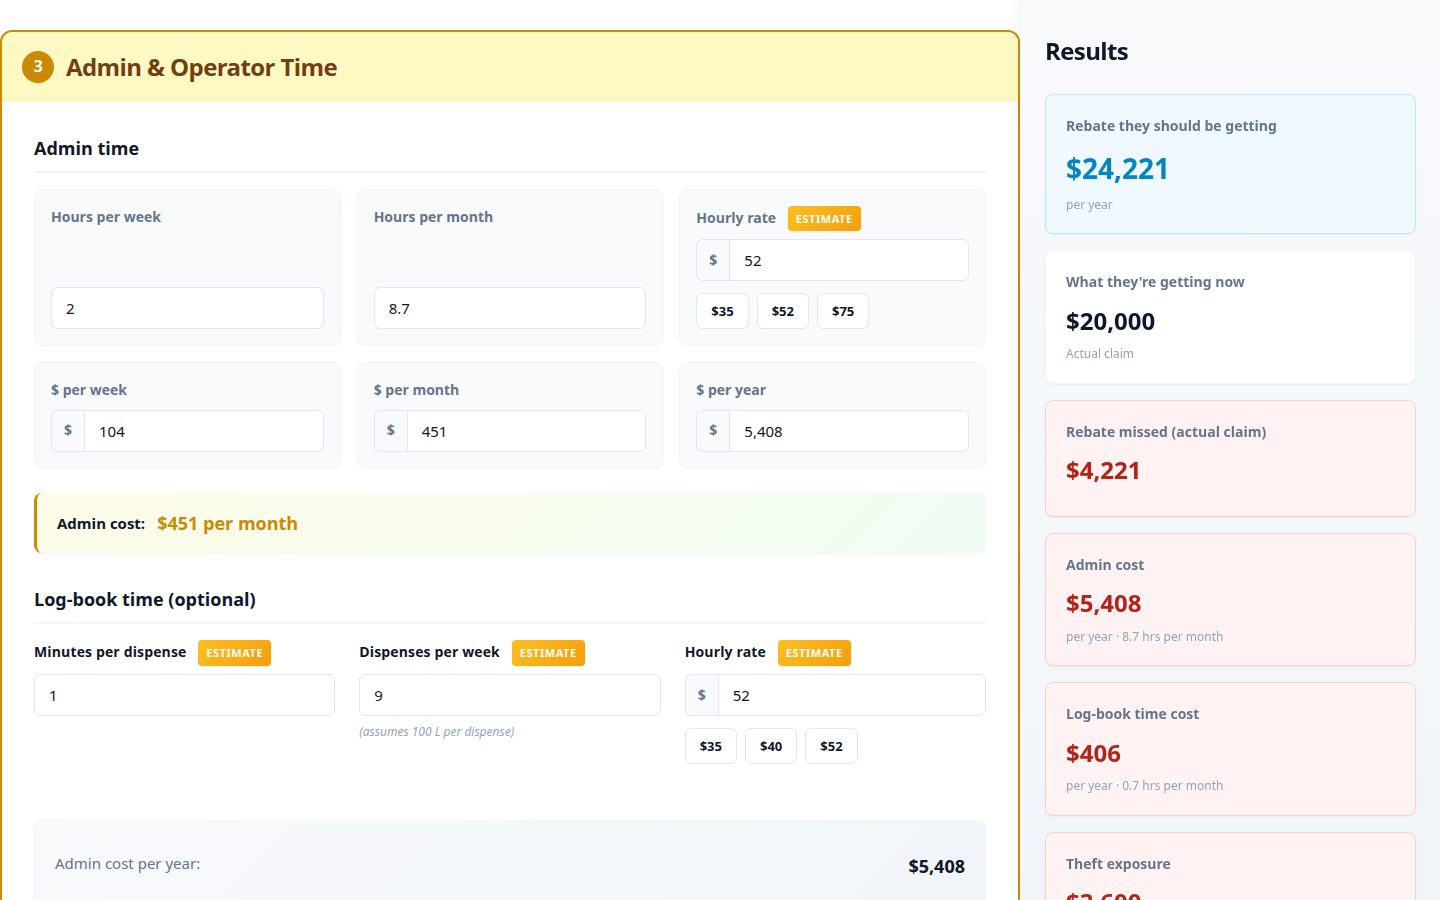 3 Admin & Operator Time
Admin time
Hours per week
2
Hours per month
8.7
Hourly rate ESTIMATE
$ 52
$35 $52 $75
$ per week
$ 104
$ per month
$ 451
$ per year
$ 5,408
Admin cost: $451 per month
Log-book time (optional)
Minutes per dispense ESTIMATE
1
Dispenses per week ESTIMATE
9
(assumes 100 L per dispense)
Hourly rate ESTIMATE
$ 52
$35 $40 $52
Admin cost per year: $5,408
Results
Rebate they should be getting
$24,221
per year
What they're getting now
$20,000
Actual claim
Rebate missed (actual claim)
$4,221
Admin cost
$5,408
per year · 8.7 hrs per month
Log-book time cost
$406
per year · 0.7 hrs per month
Theft exposure